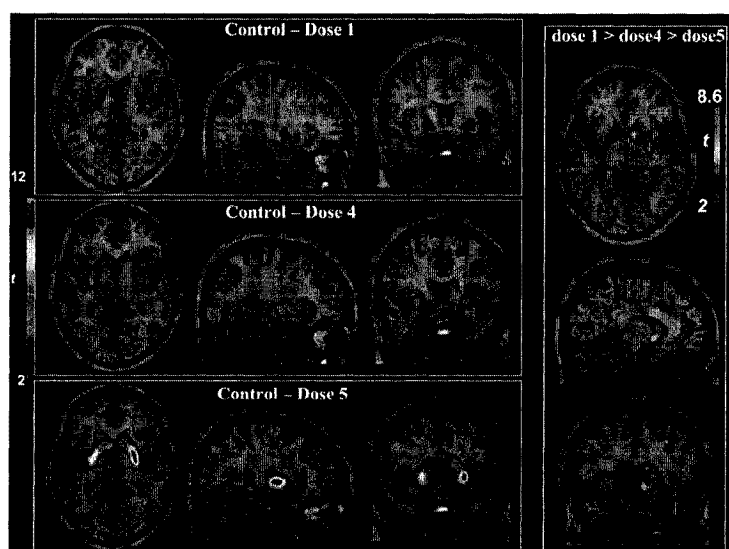 Control – Dose 1
12
Control – Dose 4
t
2
Control – Dose 5
dose 1 > dose4 > dose5
8.6
t
2